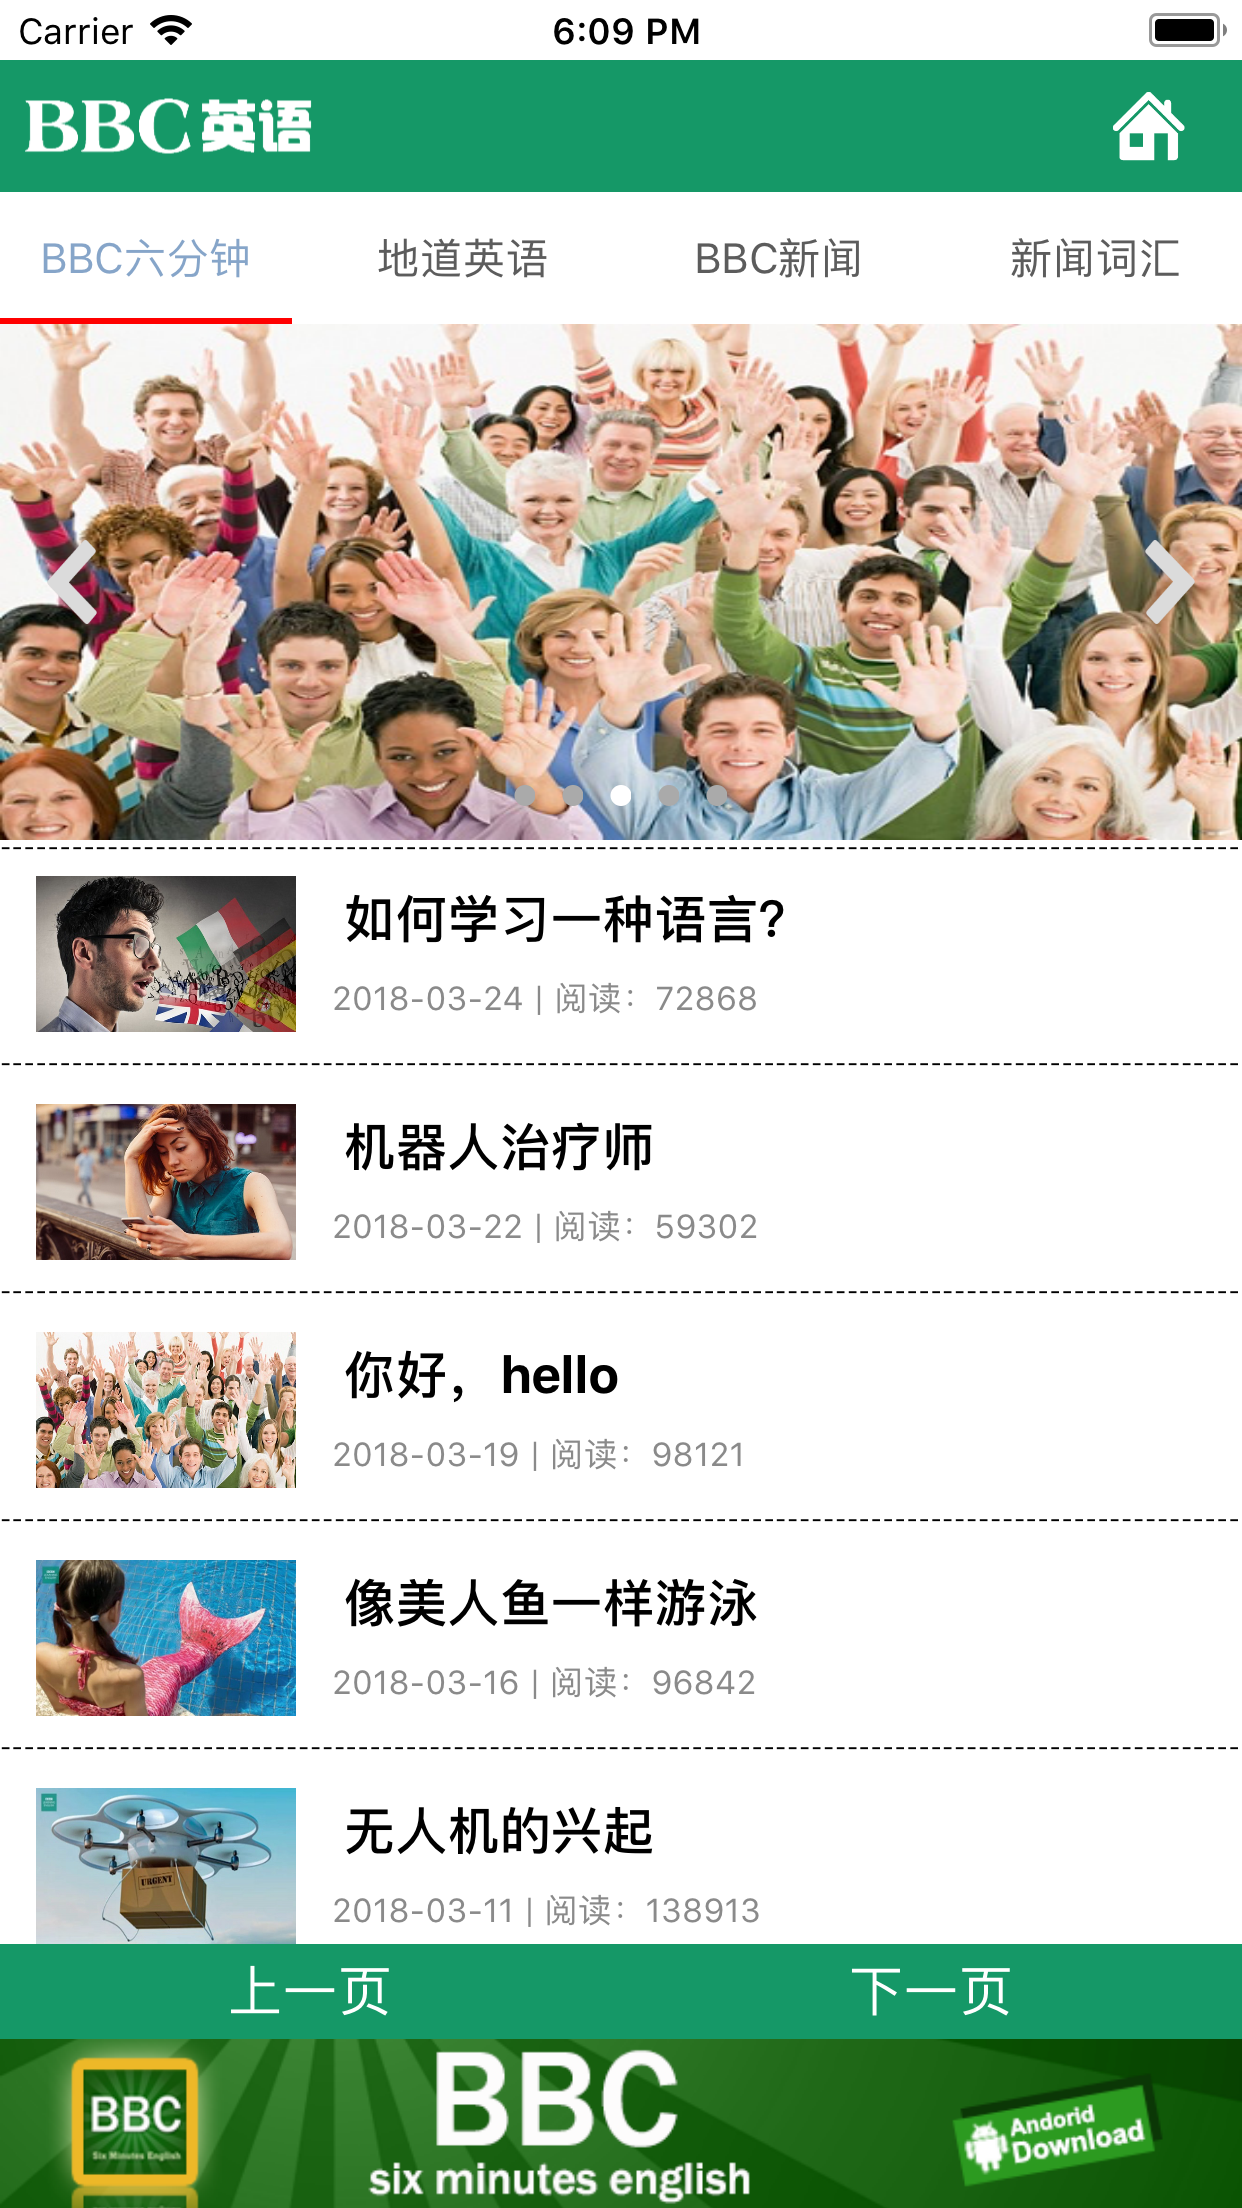 Carrier 6:09 PM
BBC英语
BBC六分钟 地道英语 BBC新闻 新闻词汇
如何学习一种语言?
2018-03-24 | 阅读：72868
机器人治疗师
2018-03-22 | 阅读：59302
你好，hello
2018-03-19 | 阅读：98121
像美人鱼一样游泳
2018-03-16 | 阅读：96842
URGENT
无人机的兴起
2018-03-11 | 阅读：138913
上一页 下一页
BBC
Six Minutes English
BBC
six minutes english
Andorid
Download